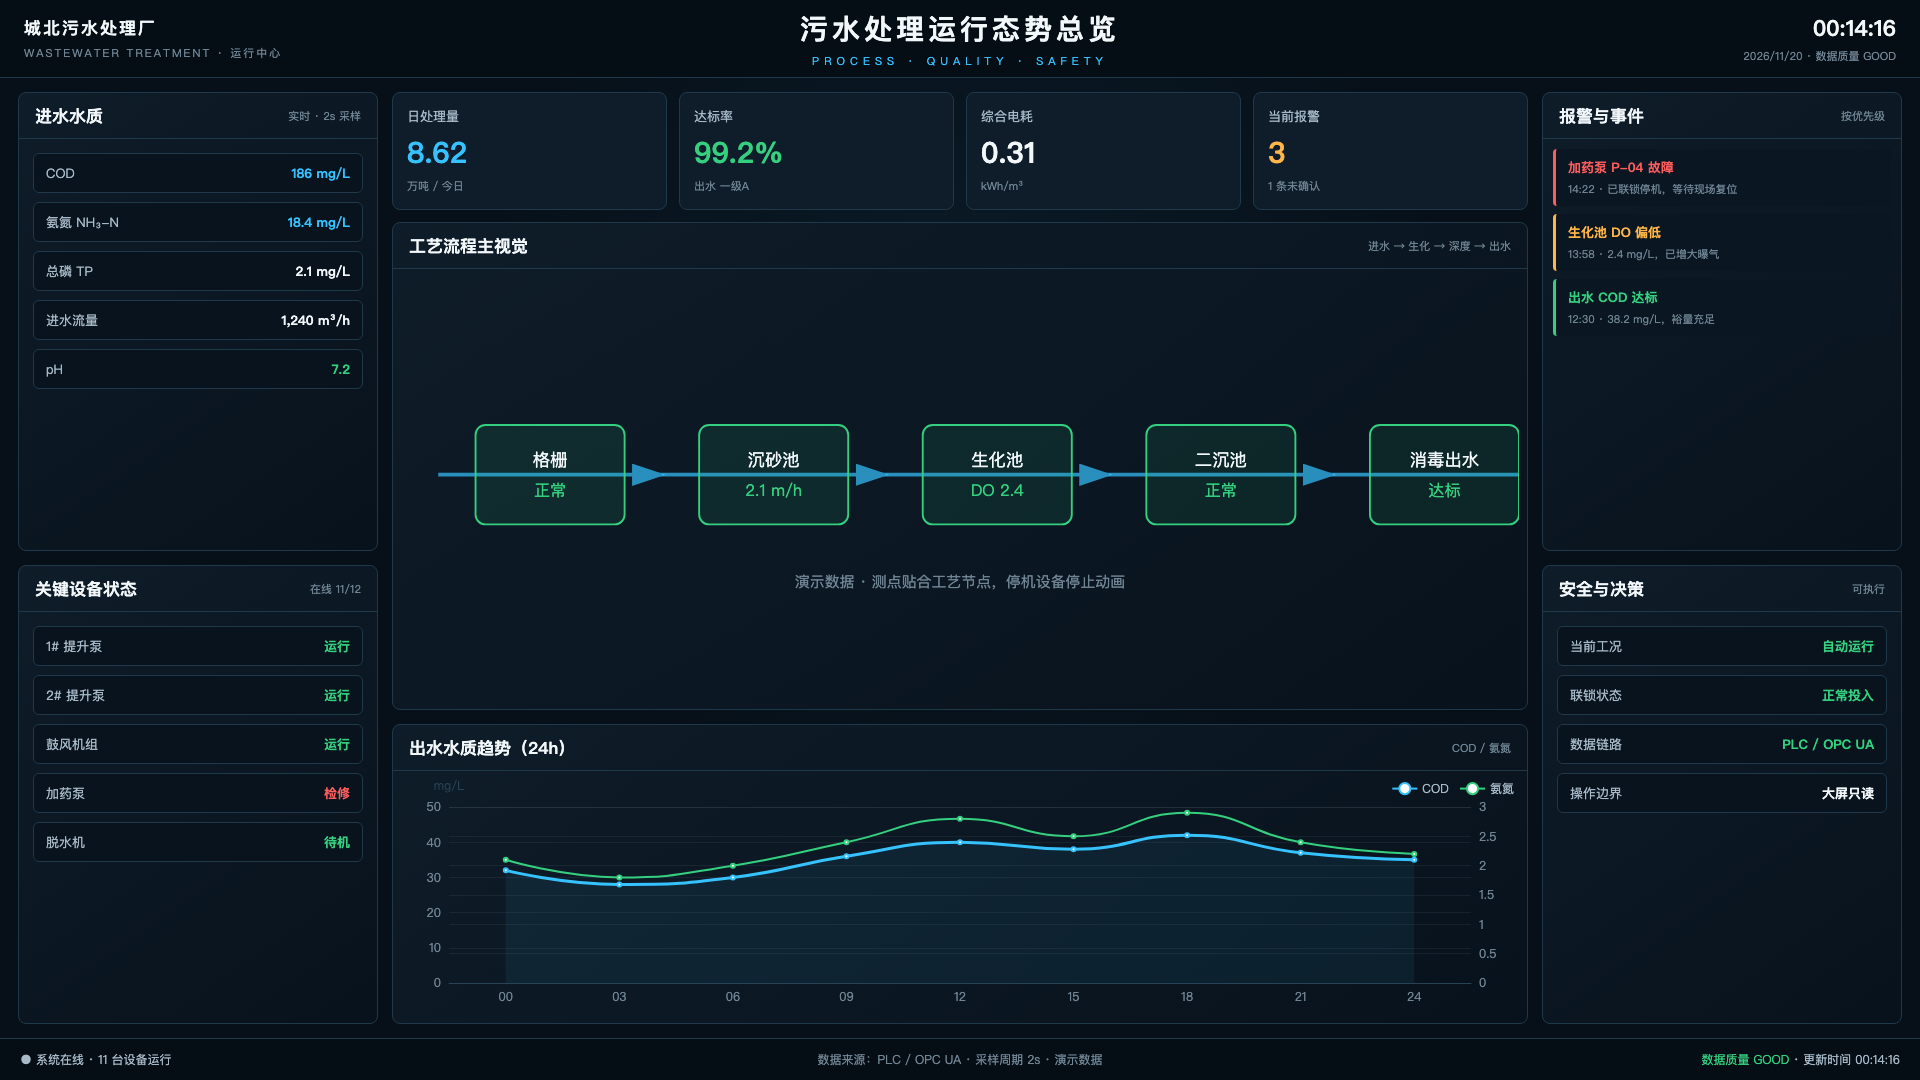 城北污水处理厂
WASTEWATER TREATMENT · 运行中心
污水处理运行态势总览
PROCESS · QUALITY · SAFETY
00:14:16
2026/11/20 · 数据质量 GOOD
进水水质
实时 · 2s 采样
COD
186 mg/L
氨氮 NH₃-N
18.4 mg/L
总磷 TP
2.1 mg/L
进水流量
1,240 m³/h
pH
7.2
关键设备状态
在线 11/12
1# 提升泵
运行
2# 提升泵
运行
鼓风机组
运行
加药泵
检修
脱水机
待机
日处理量
8.62
万吨 / 今日
达标率
99.2%
出水 一级A
综合电耗
0.31
kWh/m³
当前报警
3
1 条未确认
工艺流程主视觉
进水 → 生化 → 深度 → 出水
格栅
正常
沉砂池
2.1 m/h
生化池
DO 2.4
二沉池
正常
消毒出水
达标
演示数据 · 测点贴合工艺节点，停机设备停止动画
出水水质趋势（24h）
COD / 氨氮
mg/L
COD
氨氮
50
40
30
20
10
0
3
2.5
2
1.5
1
0.5
0
00
03
06
09
12
15
18
21
24
报警与事件
按优先级
加药泵 P-04 故障
14:22 · 已联锁停机，等待现场复位
生化池 DO 偏低
13:58 · 2.4 mg/L，已增大曝气
出水 COD 达标
12:30 · 38.2 mg/L，裕量充足
安全与决策
可执行
当前工况
自动运行
联锁状态
正常投入
数据链路
PLC / OPC UA
操作边界
大屏只读
系统在线 · 11 台设备运行
数据来源：PLC / OPC UA · 采样周期 2s · 演示数据
数据质量 GOOD · 更新时间 00:14:16